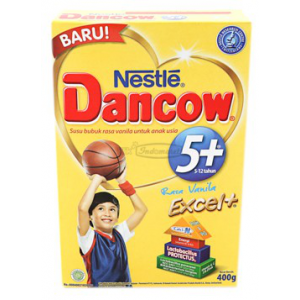 BARU!
Nestlé
Dancow
Susu bubuk rasa vanila untuk anak usia
5+
5-12 tahun
Rasa Vanila
Excel+
Lactobacillus
PROTECTUS
400g